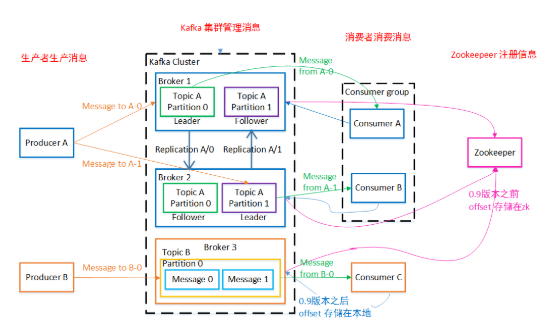 Kafka 集群管理消息
生产者生产消息
消费者消费消息
Zookeepeer 注册信息
Kafka Cluster
Message
from A-0
Broker 1
Consumer group
Topic A
Partition 0
Topic A
Partition 1
Message to A-0
Leader
Follower
Consumer A
Producer A
Replication A/0
Replication A/1
Zookeeper
Message to A-1
Broker 2
Message
from A-1
Topic A
Partition 0
Topic A
Partition 1
Consumer B
Follower
Leader
0.9版本之前
offset 存储在zk
Broker 3
Topic B
Partition 0
Message
from B-0
Producer B
Message to B-0
Message 0
Message 1
Consumer C
0.9版本之后
offset 存储在本地